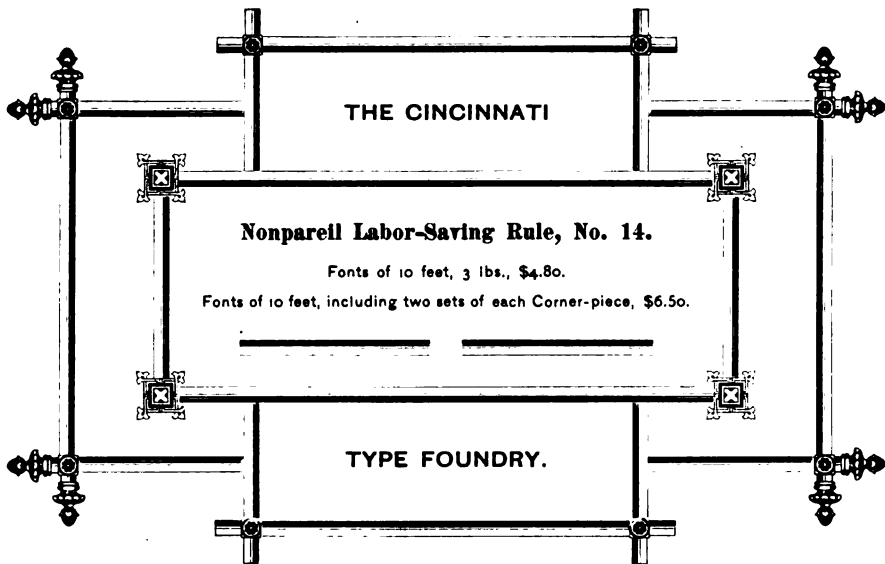 THE CINCINNATI
Nonpareil Labor-Saving Rule, No. 14.
Fonts of 10 feet, 3 lbs., $4.80.
Fonts of 10 feet, including two sets of each Corner-piece, $6.50.
TYPE FOUNDRY.